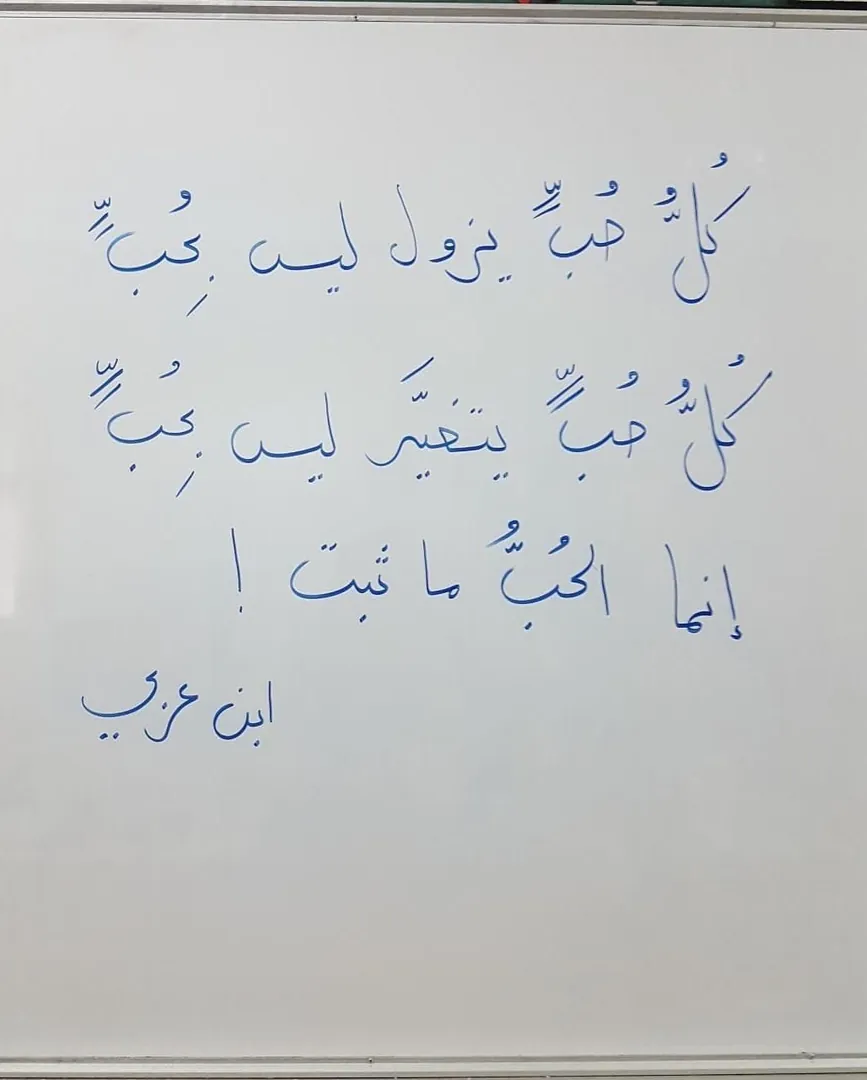 كُلُّ حُبٍّ يزول ليس بِحُبٍّ
كُلُّ حُبٍّ يتغيَّر ليس بِحُبٍّ
إنما الحُبُّ ما ثبت !
ابن عربي